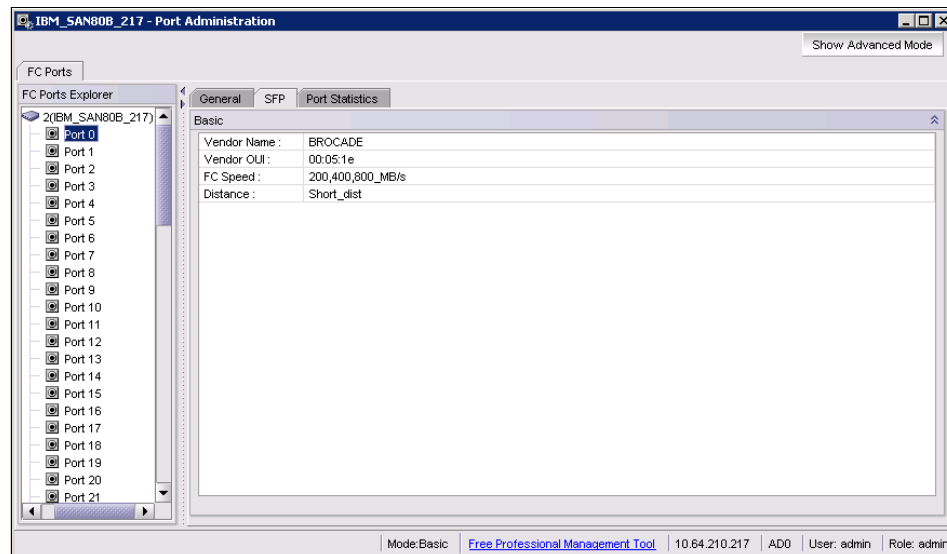 IBM_SAN80B_217 - Port Administration
Show Advanced Mode
FC Ports
FC Ports Explorer
2(IBM_SAN80B_217)
Port 0
Port 1
Port 2
Port 3
Port 4
Port 5
Port 6
Port 7
Port 8
Port 9
Port 10
Port 11
Port 12
Port 13
Port 14
Port 15
Port 16
Port 17
Port 18
Port 19
Port 20
Port 21
General SFP Port Statistics
Basic
Vendor Name : BROCADE
Vendor OUI : 00:05:1e
FC Speed : 200,400,800_MB/s
Distance : Short_dist
Mode:Basic Free Professional Management Tool 10.64.210.217 AD0 User: admin Role: admin